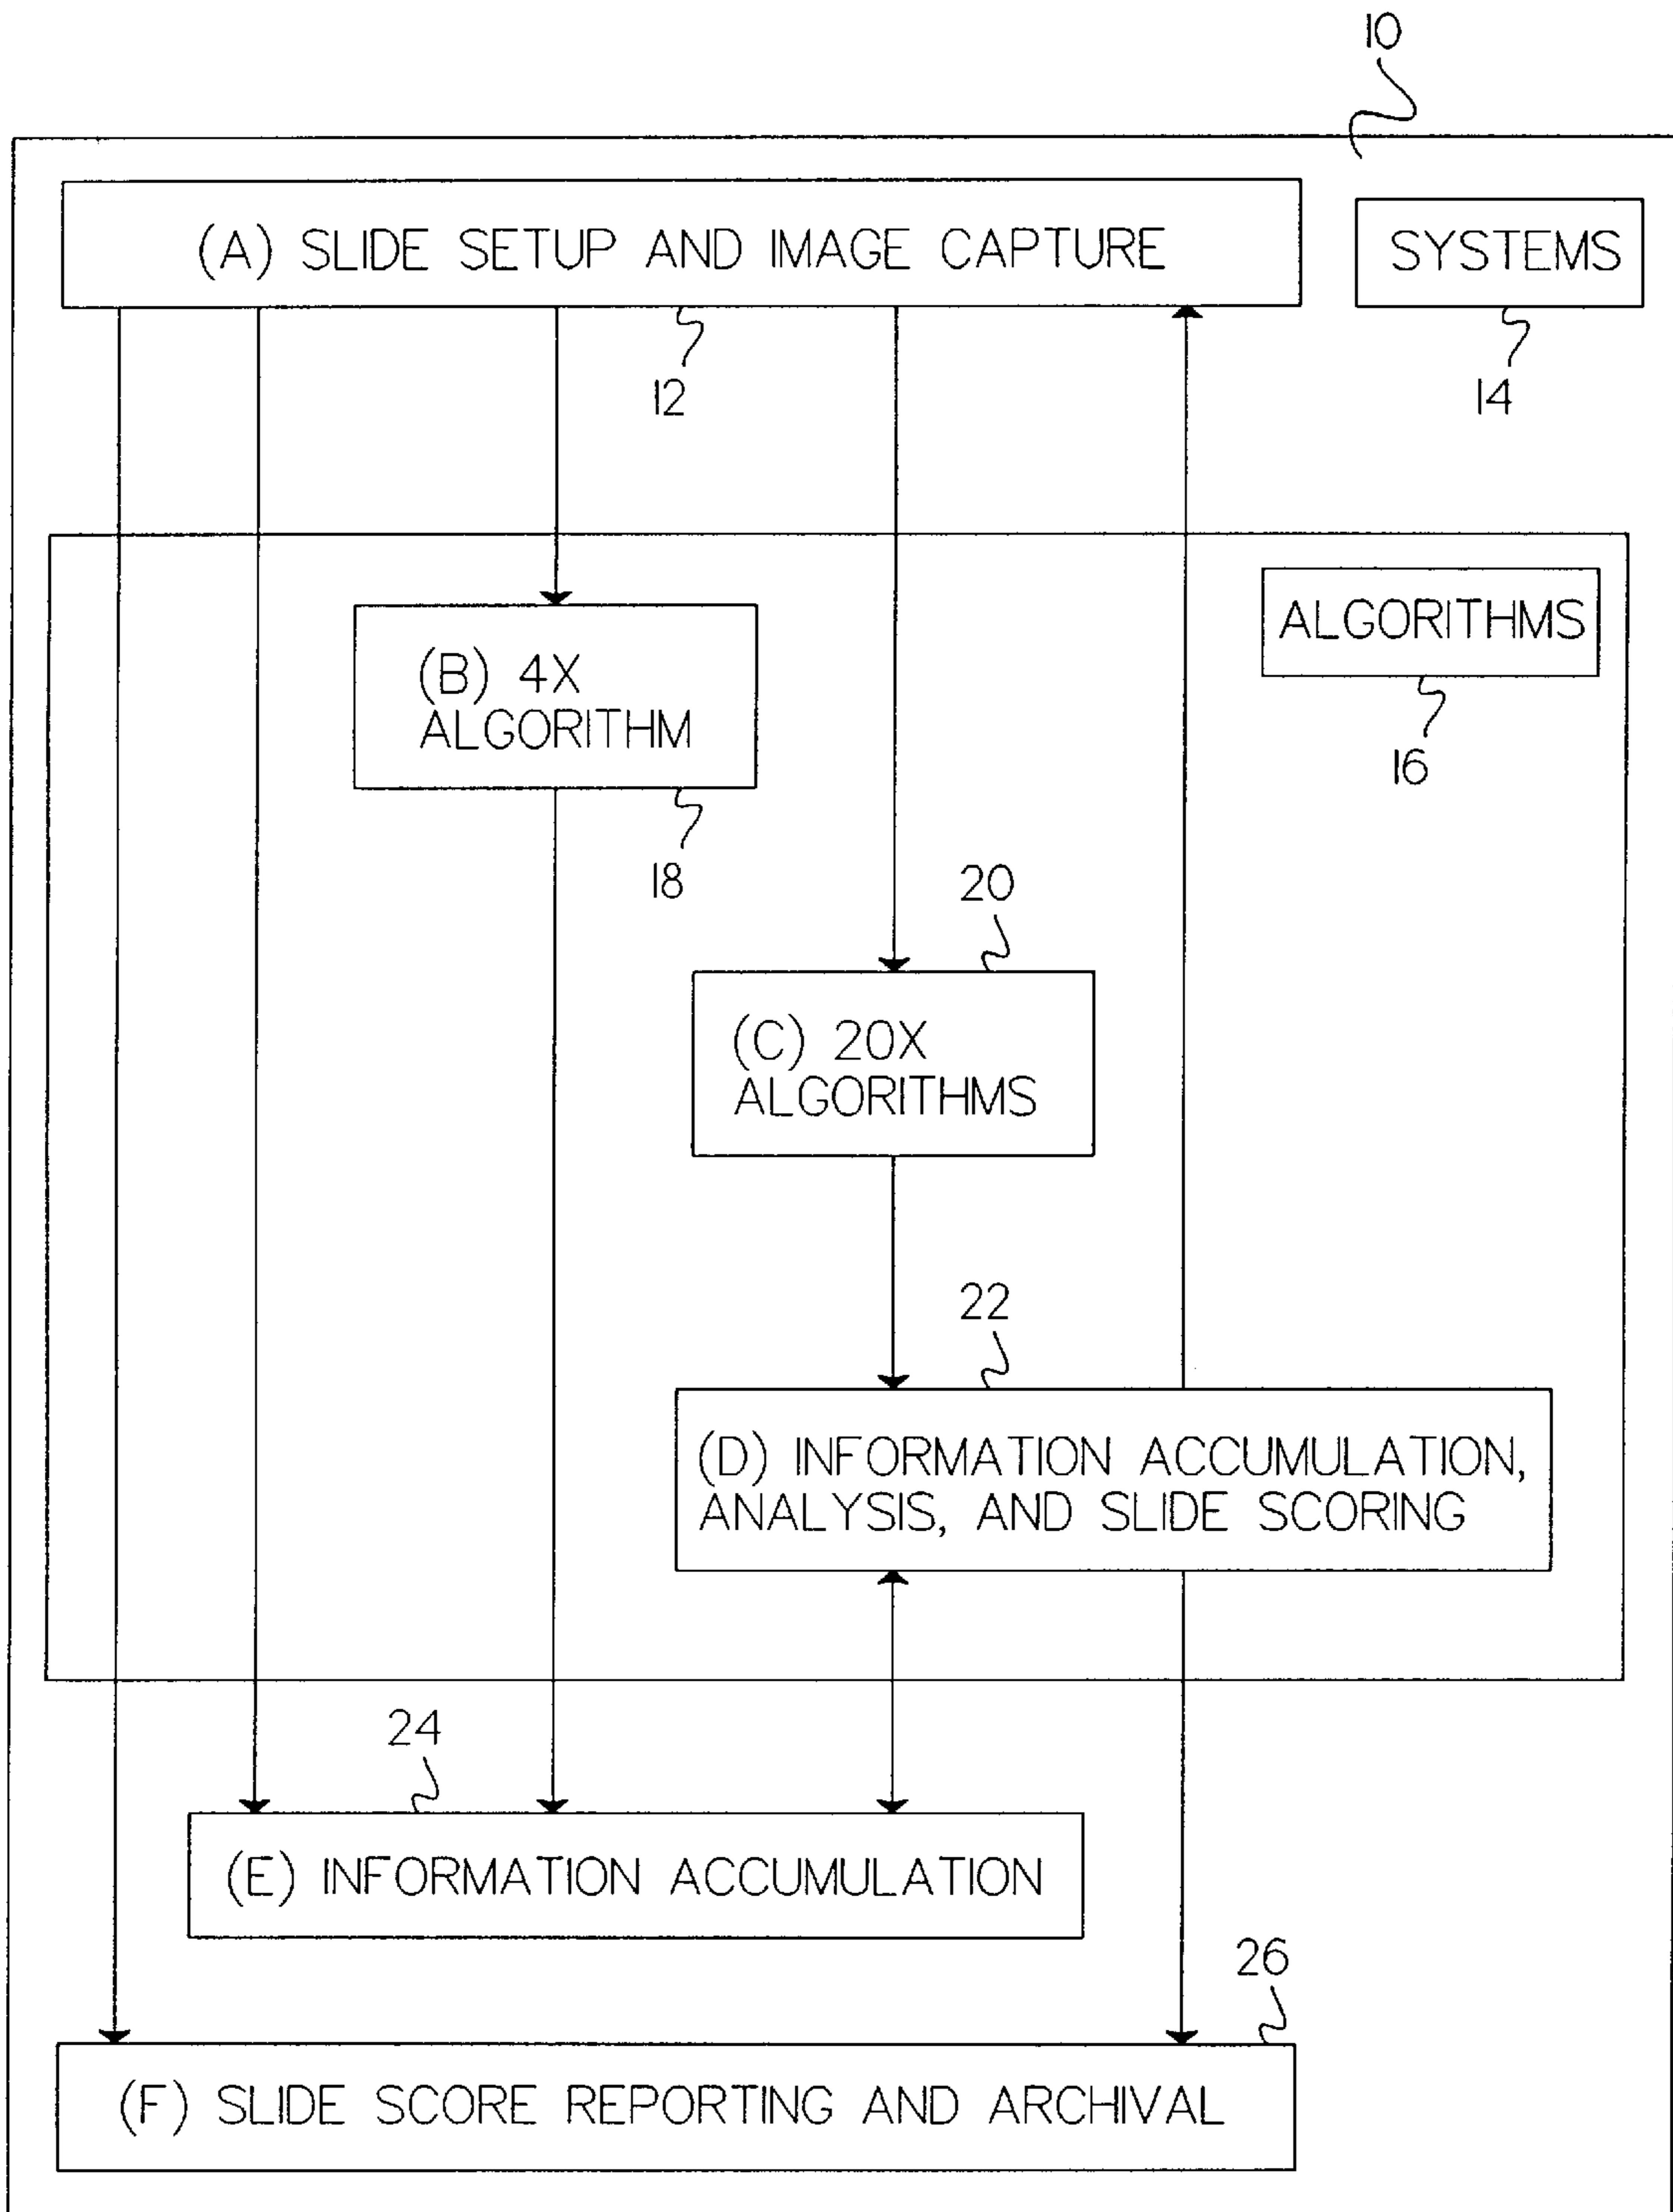 10
(A) SLIDE SETUP AND IMAGE CAPTURE
SYSTEMS
12
14
ALGORITHMS
16
(B) 4X
ALGORITHM
18
20
(C) 20X
ALGORITHMS
22
(D) INFORMATION ACCUMULATION,
ANALYSIS, AND SLIDE SCORING
24
(E) INFORMATION ACCUMULATION
26
(F) SLIDE SCORE REPORTING AND ARCHIVAL